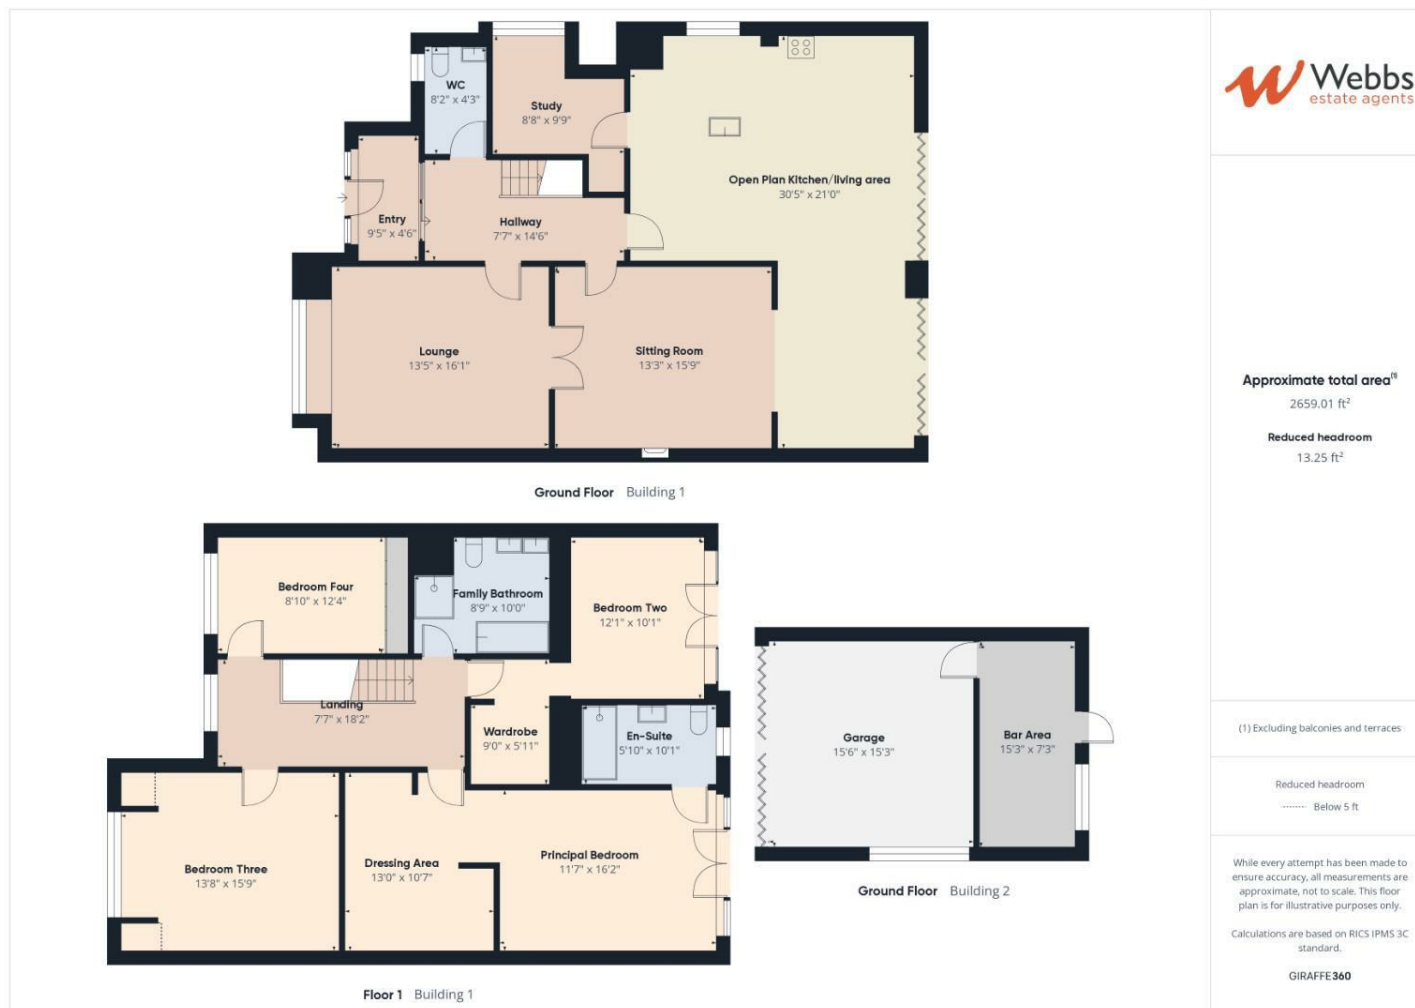 WC
8'2" x 4'3"
Study
8'8" x 9'9"
Open Plan Kitchen/living area
30'5" x 21'0"
Entry
9'5" x 4'6"
Hallway
7'7" x 14'6"
Lounge
13'5" x 16'1"
Sitting Room
13'3" x 15'9"
Ground Floor Building 1
Bedroom Four
8'10" x 12'4"
Family Bathroom
8'9" x 10'0"
Bedroom Two
12'1" x 10'1"
Landing
7'7" x 18'2"
Wardrobe
9'0" x 5'11"
En-Suite
5'10" x 10'1"
Bedroom Three
13'8" x 15'9"
Dressing Area
13'0" x 10'7"
Principal Bedroom
11'7" x 16'2"
Floor 1 Building 1
Garage
15'6" x 15'3"
Bar Area
15'3" x 7'3"
Ground Floor Building 2
Webbs
estate agents
Approximate total area(1)
2659.01 ft²
Reduced headroom
13.25 ft²
(1) Excluding balconies and terraces
Reduced headroom
Below 5 ft
While every attempt has been made to
ensure accuracy, all measurements are
approximate, not to scale. This floor
plan is for illustrative purposes only.
Calculations are based on RICS IPMS 3C
standard.
GIRAFFE360